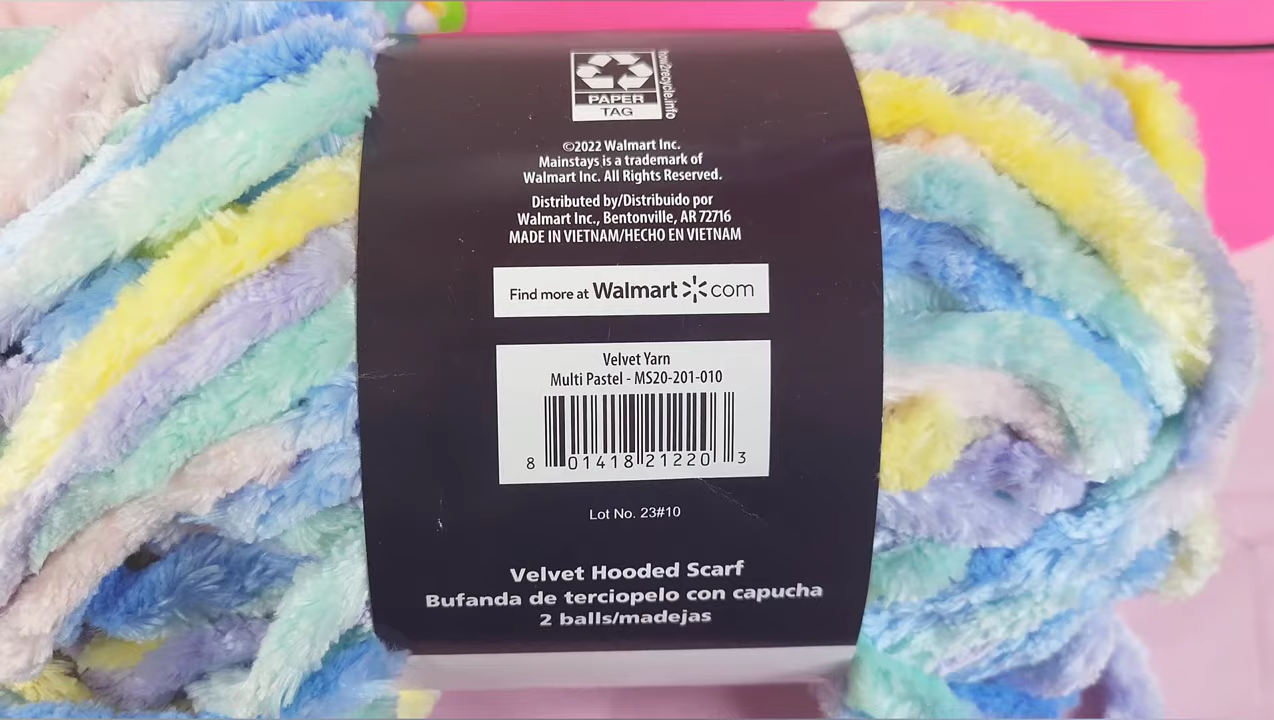 how2recycle.info
PAPER
TAG
©2022 Walmart Inc.
Mainstays is a trademark of
Walmart Inc. All Rights Reserved.
Distributed by/Distribuido por
Walmart Inc., Bentonville, AR 72716
MADE IN VIETNAM/HECHO EN VIETNAM
Find more at Walmart com
Velvet Yarn
Multi Pastel - MS20-201-010
8 01418 21220 3
Lot No. 23#10
Velvet Hooded Scarf
Bufanda de terciopelo con capucha
2 balls/madejas